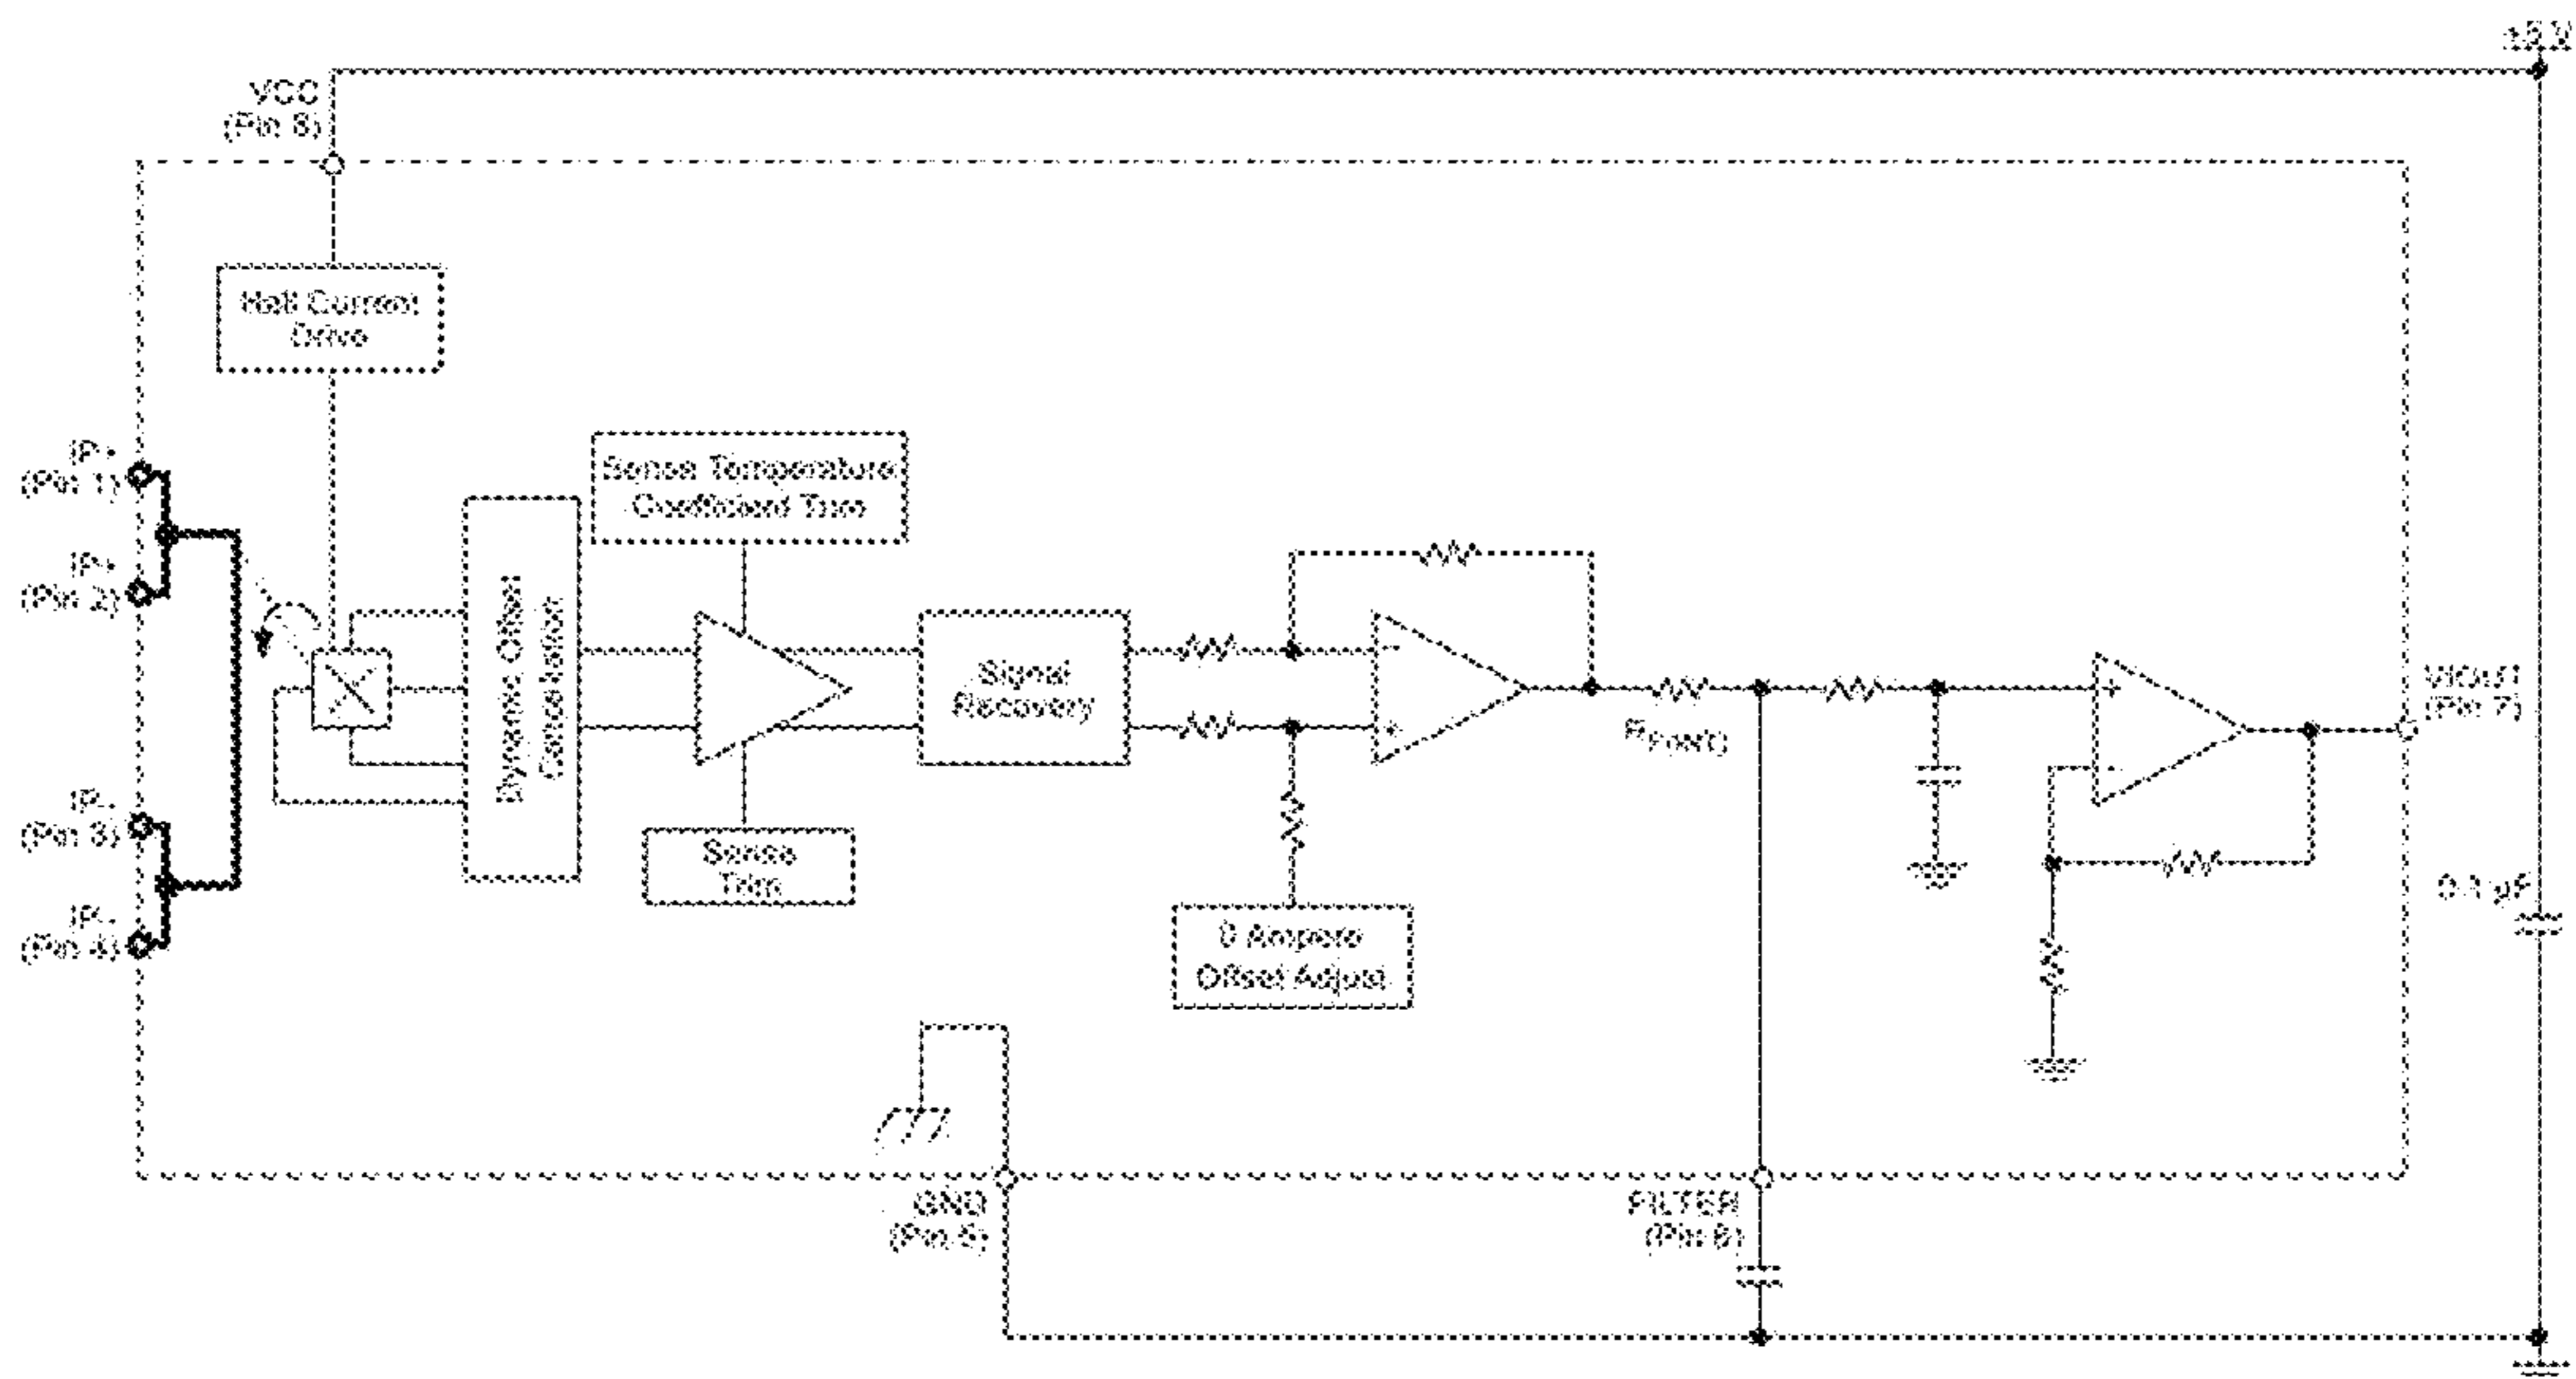 +5 V
VCC
(Pin 8)
Hall Current
Drive
IP+
(Pin 1)
IP+
(Pin 2)
IP−
(Pin 3)
IP−
(Pin 4)
Dynamic Offset
Cancellation
Sense Temperature
Coefficient Trim
Sense
Trim
Signal
Recovery
−
+
0 Ampere
Offset Adjust
RF(INT)
+
−
VIOUT
(Pin 7)
0.1 µF
GND
(Pin 5)
FILTER
(Pin 6)